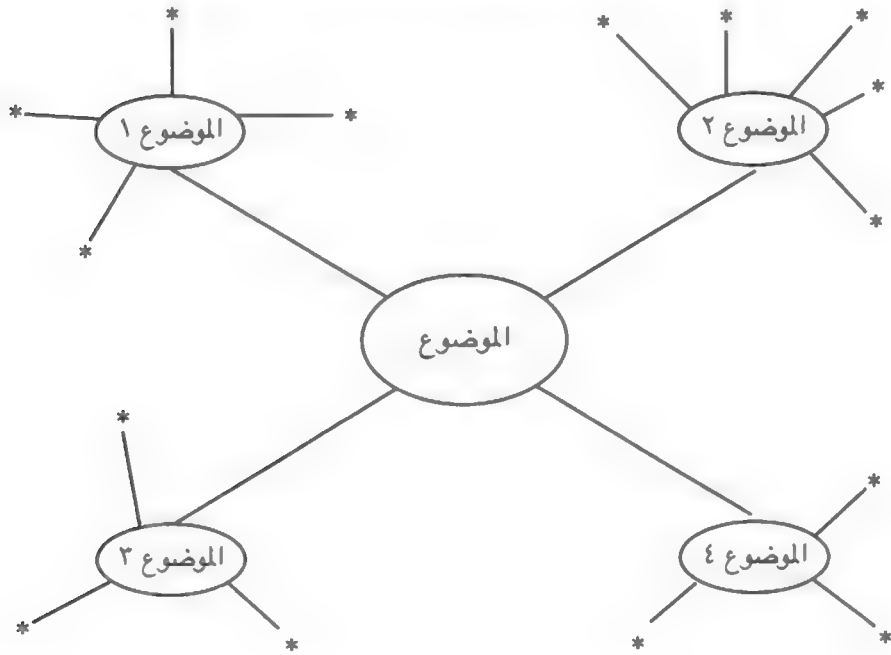 * * * *
الموضوع ٢ * *
* الموضوع ١ *
* *
الموضوع
* *
الموضوع ٤ الموضوع ٣
* * * *